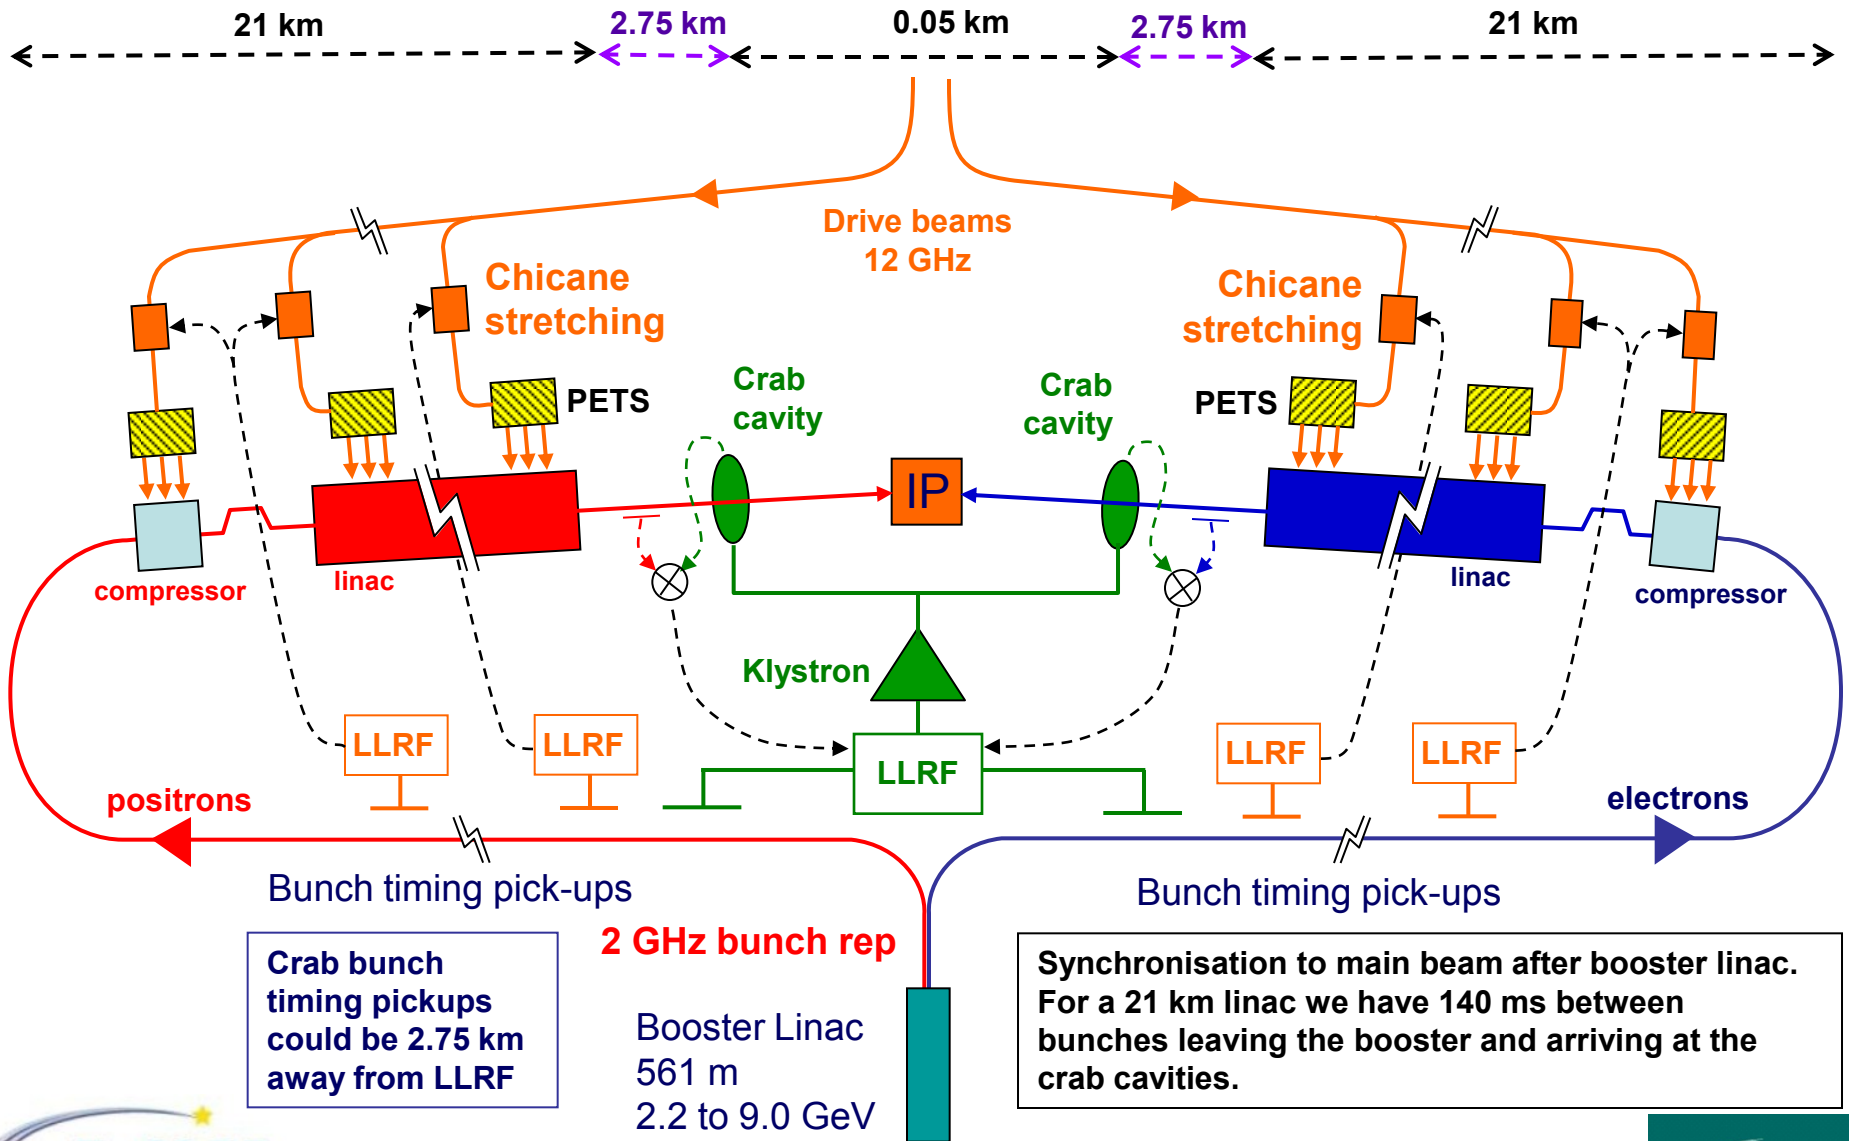 21 km
2.75 km
0.05 km
2.75 km
21 km
Drive beams
12 GHz
Chicane
stretching
Chicane
stretching
PETS
Crab
cavity
Crab
cavity
PETS
IP
compressor
linac
linac
compressor
Klystron
LLRF
LLRF
LLRF
LLRF
LLRF
positrons
electrons
Bunch timing pick-ups
Bunch timing pick-ups
2 GHz bunch rep
Crab bunch
timing pickups
could be 2.75 km
away from LLRF
Booster Linac
561 m
2.2 to 9.0 GeV
Synchronisation to main beam after booster linac.
For a 21 km linac we have 140 ms between
bunches leaving the booster and arriving at the
crab cavities.